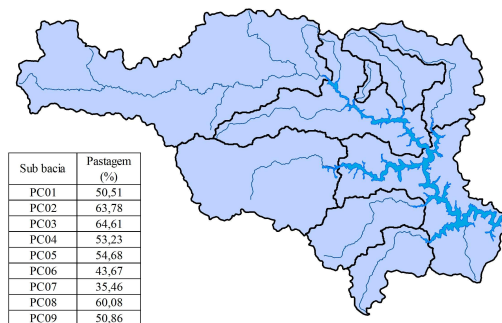 Sub bacia Pastagem (%)
PC01 50,51
PC02 63,78
PC03 64,61
PC04 53,23
PC05 54,68
PC06 43,67
PC07 35,46
PC08 60,08
PC09 50,86